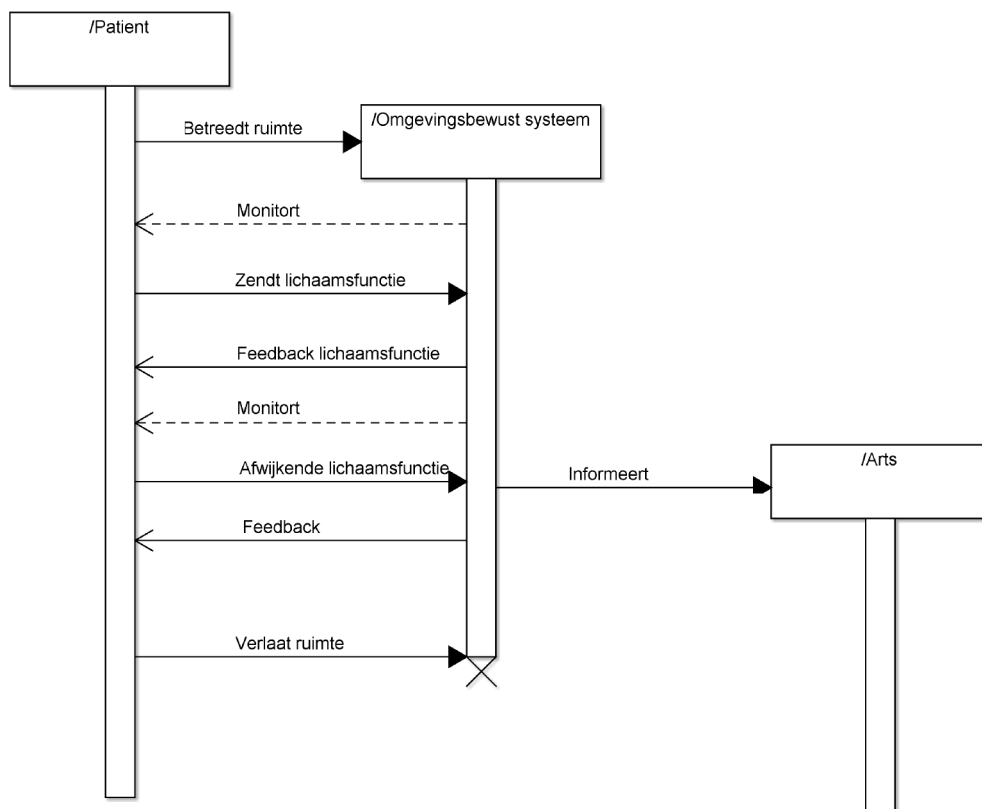 /Patient
/Omgevingsbewust systeem
Betreedt ruimte
Monitort
Zendt lichaamsfunctie
Feedback lichaamsfunctie
Monitort
/Arts
Afwijkende lichaamsfunctie
Informeert
Feedback
Verlaat ruimte